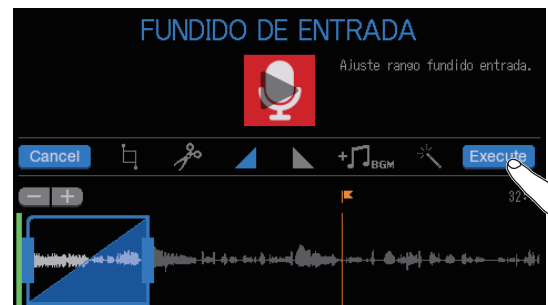 FUNDIDO DE ENTRADA
Ajuste rango fundido entrada.
Cancel
+♫BGM
Execute
− +
32: